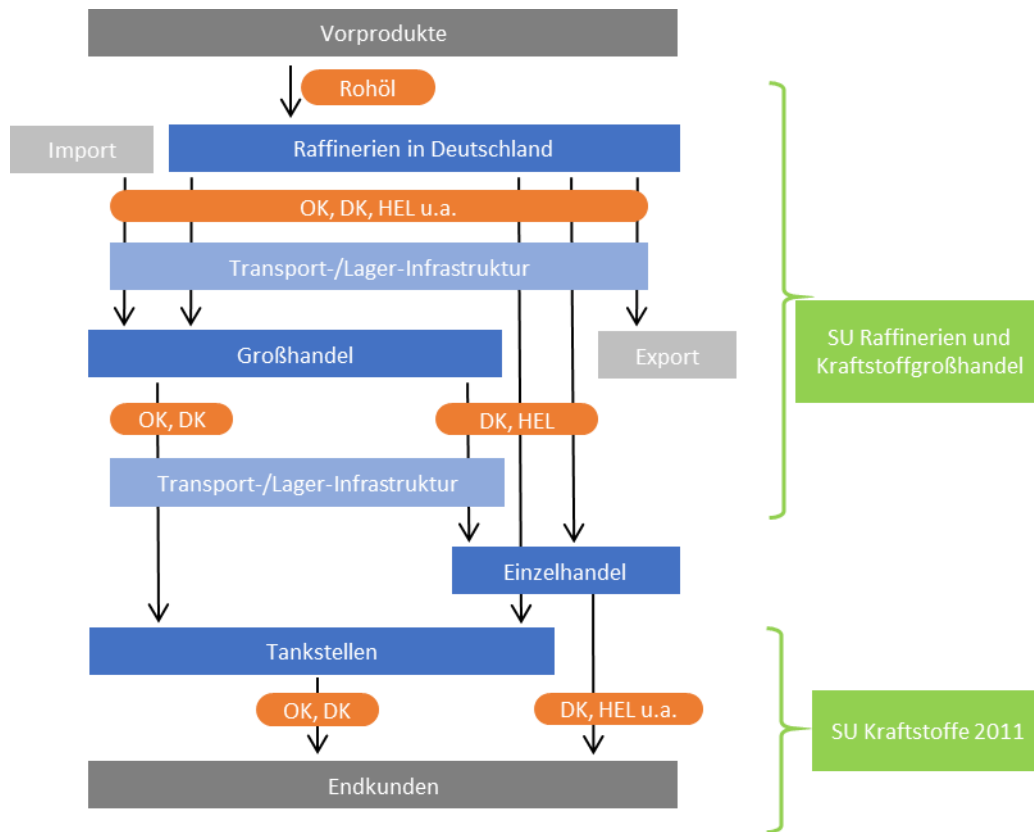 Vorprodukte
Rohöl
Import
Raffinerien in Deutschland
OK, DK, HEL u.a.
Transport-/Lager-Infrastruktur
Großhandel
Export
SU Raffinerien und
Kraftstoffgroßhandel
OK, DK
DK, HEL
Transport-/Lager-Infrastruktur
Einzelhandel
Tankstellen
OK, DK
DK, HEL u.a.
SU Kraftstoffe 2011
Endkunden